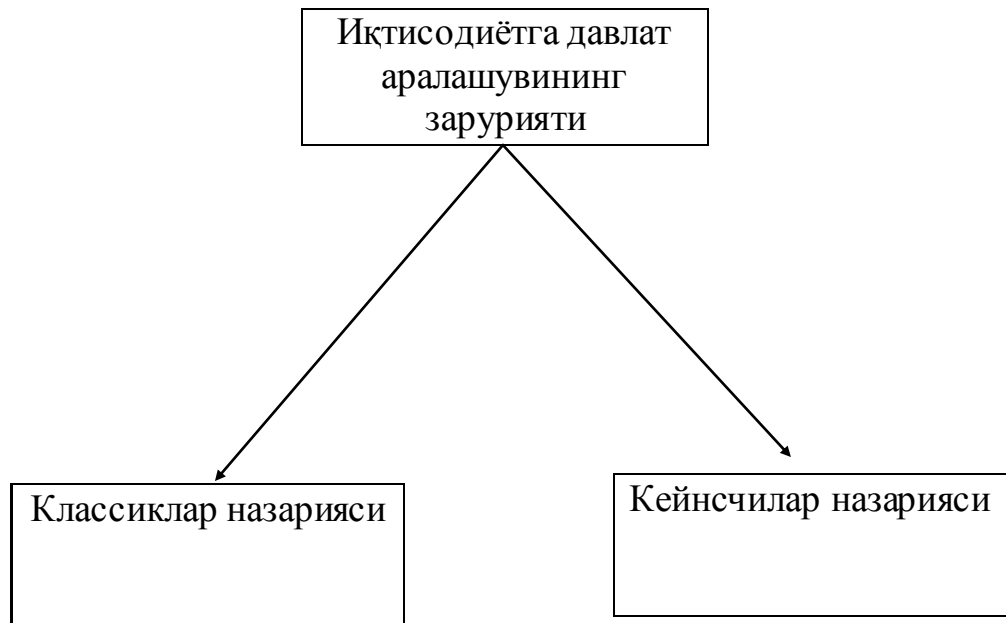 Иқтисодиётга давлат
аралашувининг
зарурияти
Классиклар назарияси
Кейнсчилар назарияси